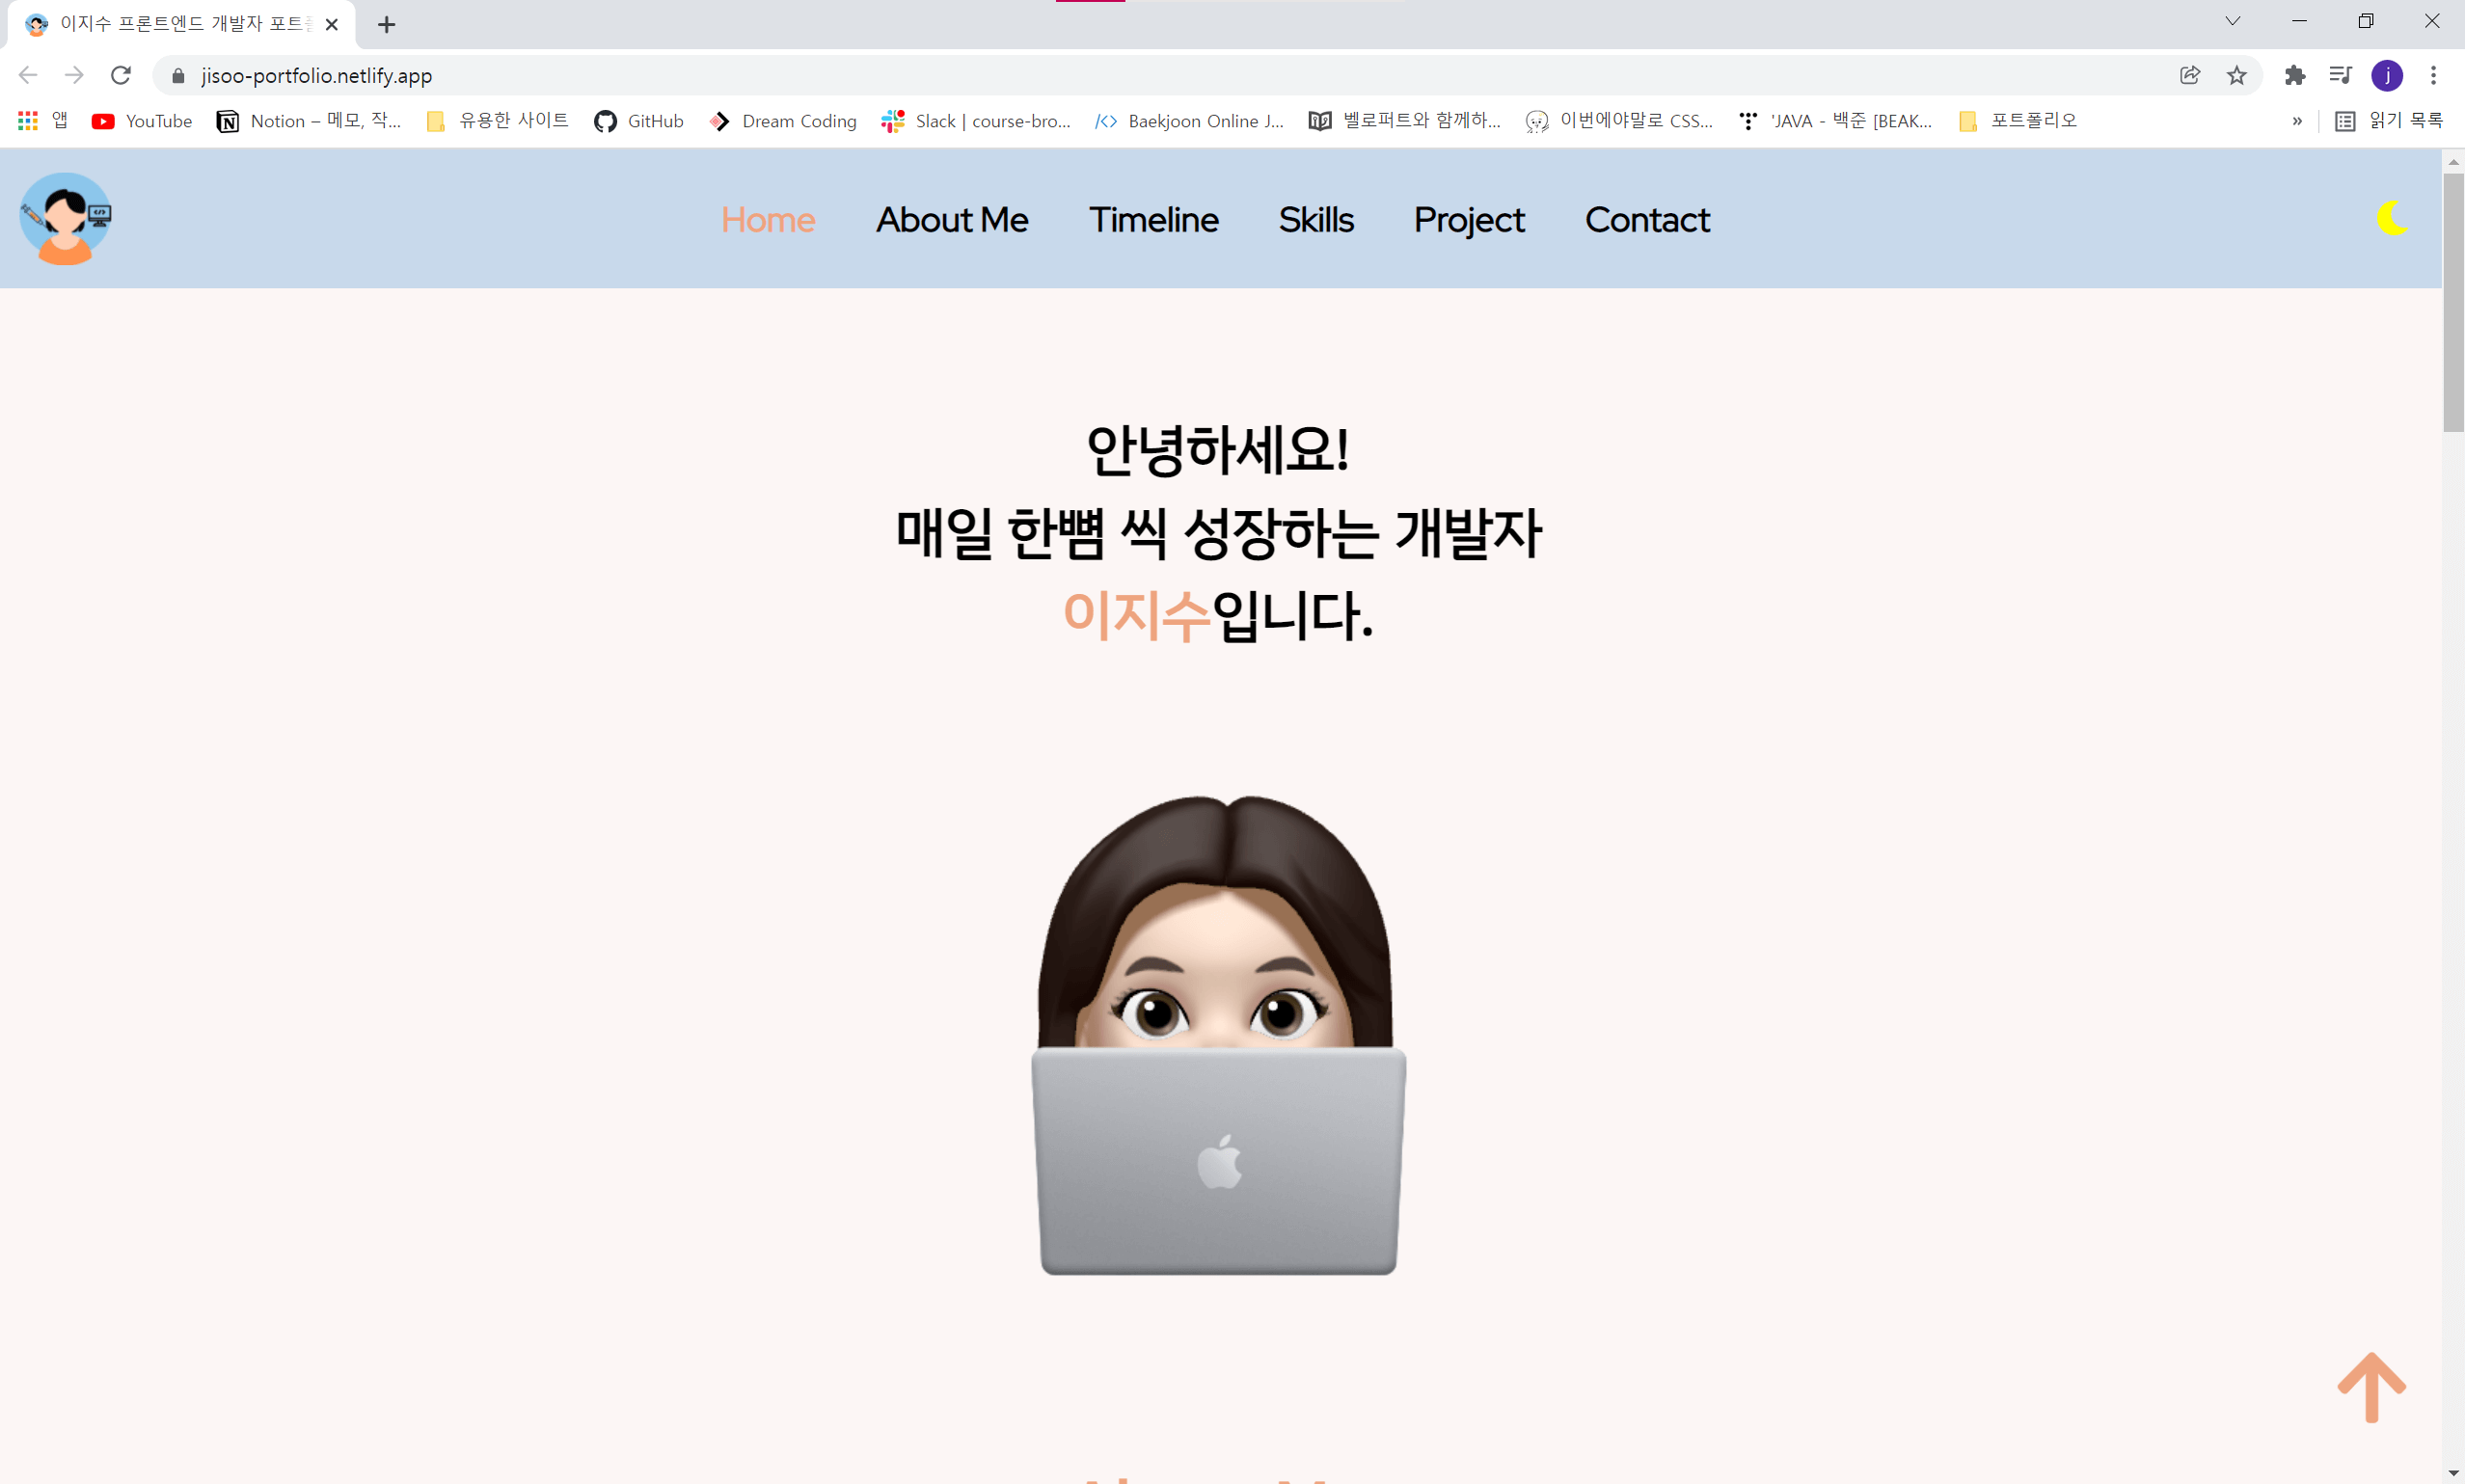 이지수 프론트엔드 개발자 포트
jisoo-portfolio.netlify.app
j
앱 YouTube Notion – 메모, 작... 유용한 사이트 GitHub Dream Coding Slack | course-bro... Baekjoon Online J... 벨로퍼트와 함께하... 이번에야말로 CSS... 'JAVA - 백준 [BEAK... 포트폴리오 » 읽기 목록
Home About Me Timeline Skills Project Contact
안녕하세요!
매일 한뼘 씩 성장하는 개발자
이지수입니다.